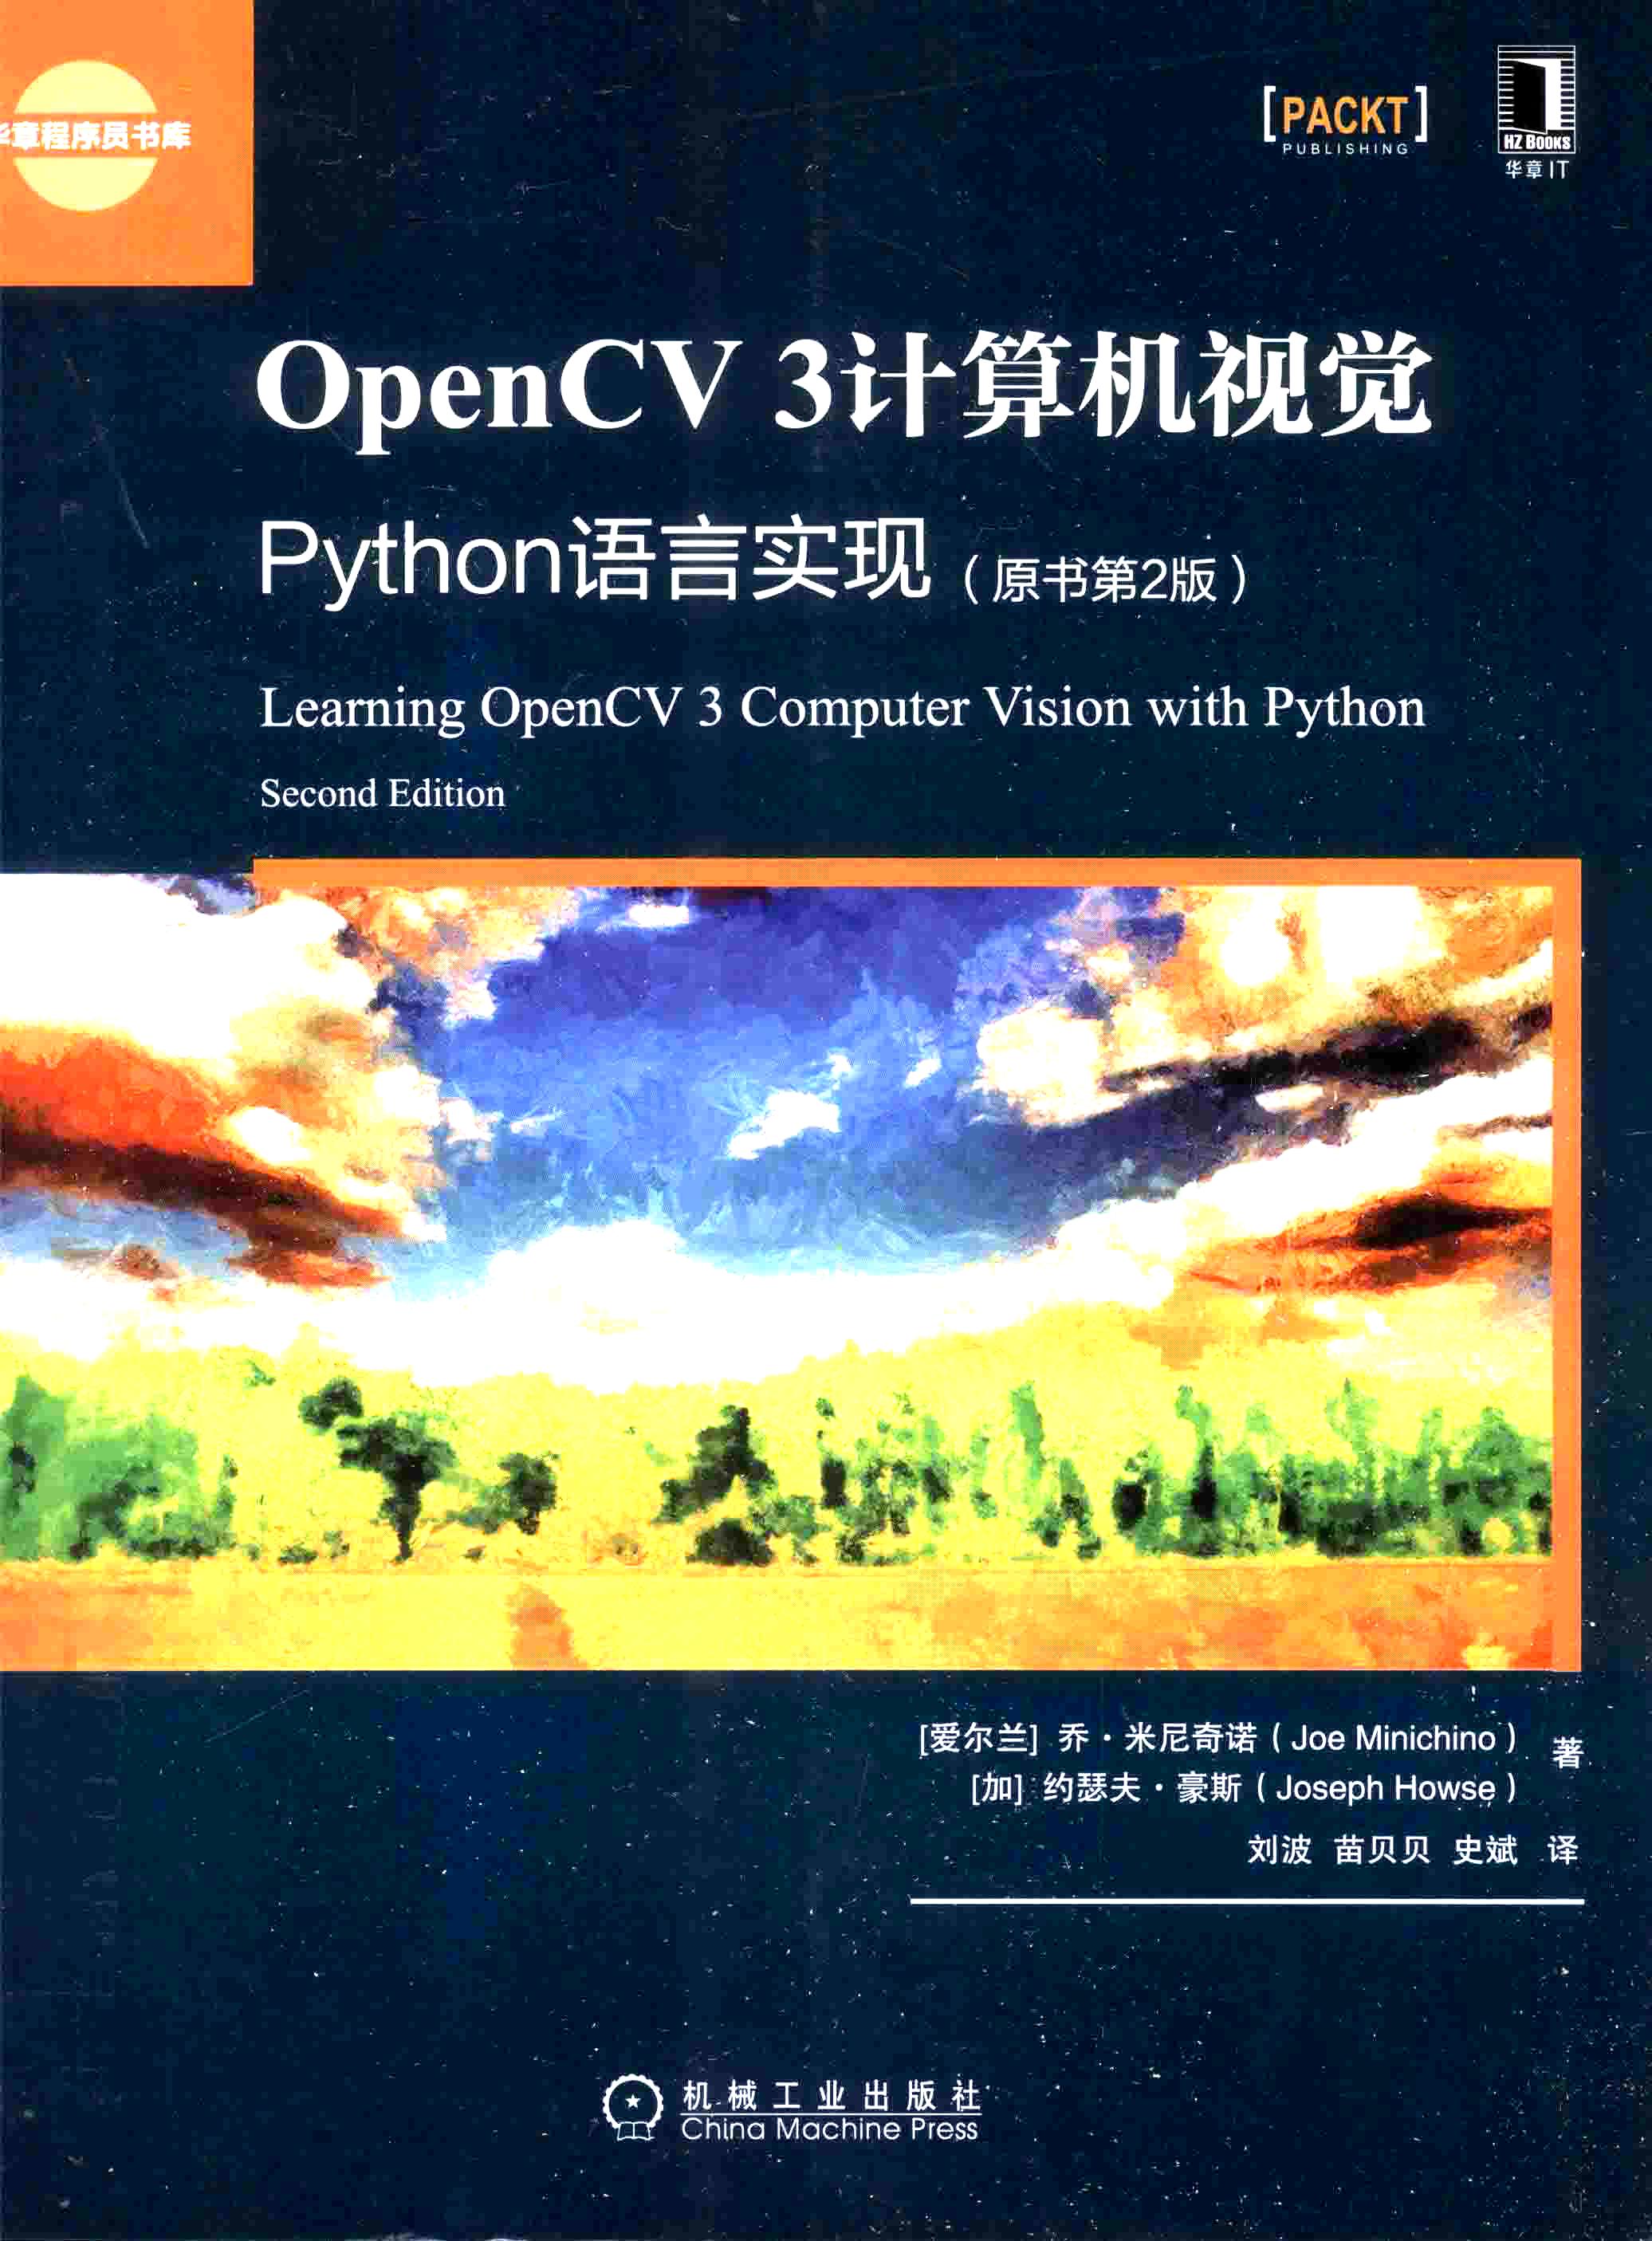 章程序员书库
[PACKT]
PUBLISHING
HZ BOOKS
华章IT
OpenCV 3计算机视觉
Python语言实现（原书第2版）
Learning OpenCV 3 Computer Vision with Python
Second Edition
[爱尔兰] 乔·米尼奇诺（Joe Minichino） 著
[加] 约瑟夫·豪斯（Joseph Howse）
刘波 苗贝贝 史斌 译
机械工业出版社
China Machine Press